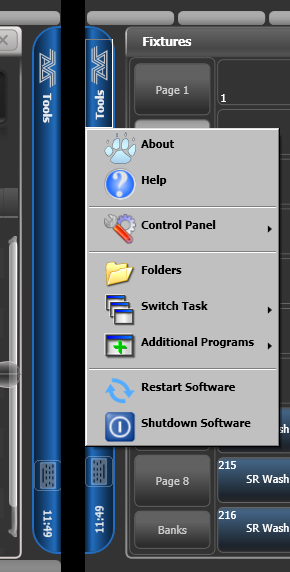 Tools
11:49
Tools
11:49
Fixtures
Page 1
1
About
Help
Control Panel
Folders
Switch Task
Additional Programs
Restart Software
Shutdown Software
Page 8
215
SR Wash
Banks
216
SR Wash